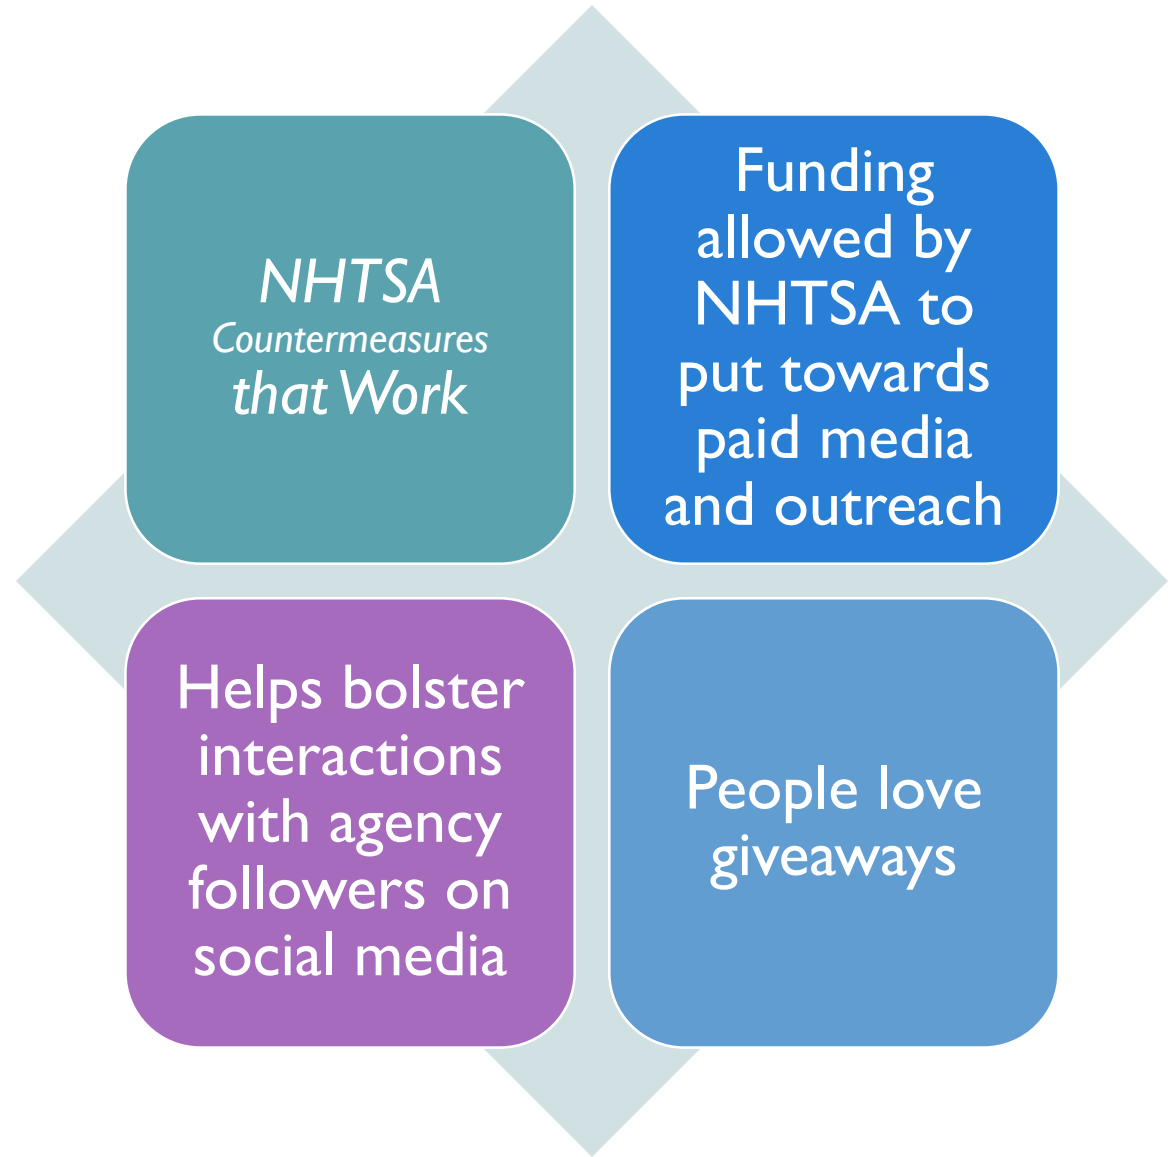 NHTSA
Countermeasures
that Work
Funding
allowed by
NHTSA to
put towards
paid media
and outreach
Helps bolster
interactions
with agency
followers on
social media
People love
giveaways